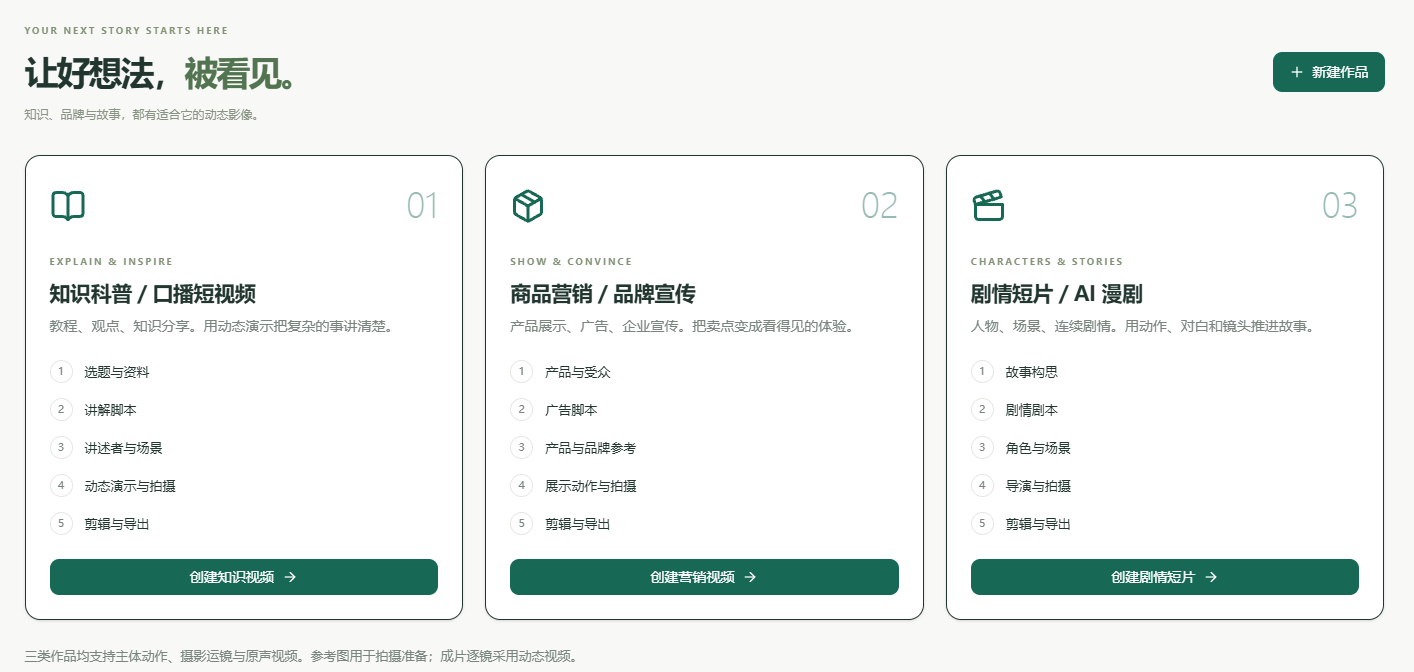 YOUR NEXT STORY STARTS HERE
让好想法，被看见。
+ 新建作品
知识、品牌与故事，都有适合它的动态影像。
01
EXPLAIN & INSPIRE
知识科普 / 口播短视频
教程、观点、知识分享。用动态演示把复杂的事讲清楚。
1 选题与资料
2 讲解脚本
3 讲述者与场景
4 动态演示与拍摄
5 剪辑与导出
创建知识视频 →
02
SHOW & CONVINCE
商品营销 / 品牌宣传
产品展示、广告、企业宣传。把卖点变成看得见的体验。
1 产品与受众
2 广告脚本
3 产品与品牌参考
4 展示动作与拍摄
5 剪辑与导出
创建营销视频 →
03
CHARACTERS & STORIES
剧情短片 / AI 漫剧
人物、场景、连续剧情。用动作、对白和镜头推进故事。
1 故事构思
2 剧情剧本
3 角色与场景
4 导演与拍摄
5 剪辑与导出
创建剧情短片 →
三类作品均支持主体动作、摄影运镜与原声视频。参考图用于拍摄准备；成片逐镜采用动态视频。